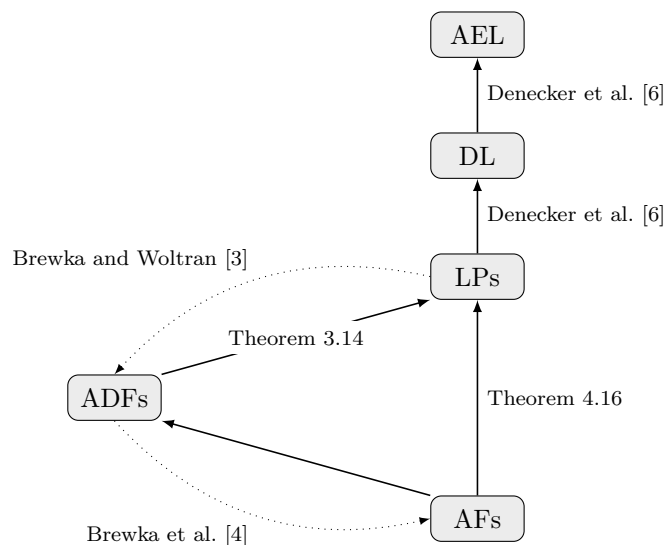 AEL
Denecker et al. [6]
DL
Denecker et al. [6]
Brewka and Woltran [3]
LPs
Theorem 3.14
ADFs
Theorem 4.16
AFs
Brewka et al. [4]